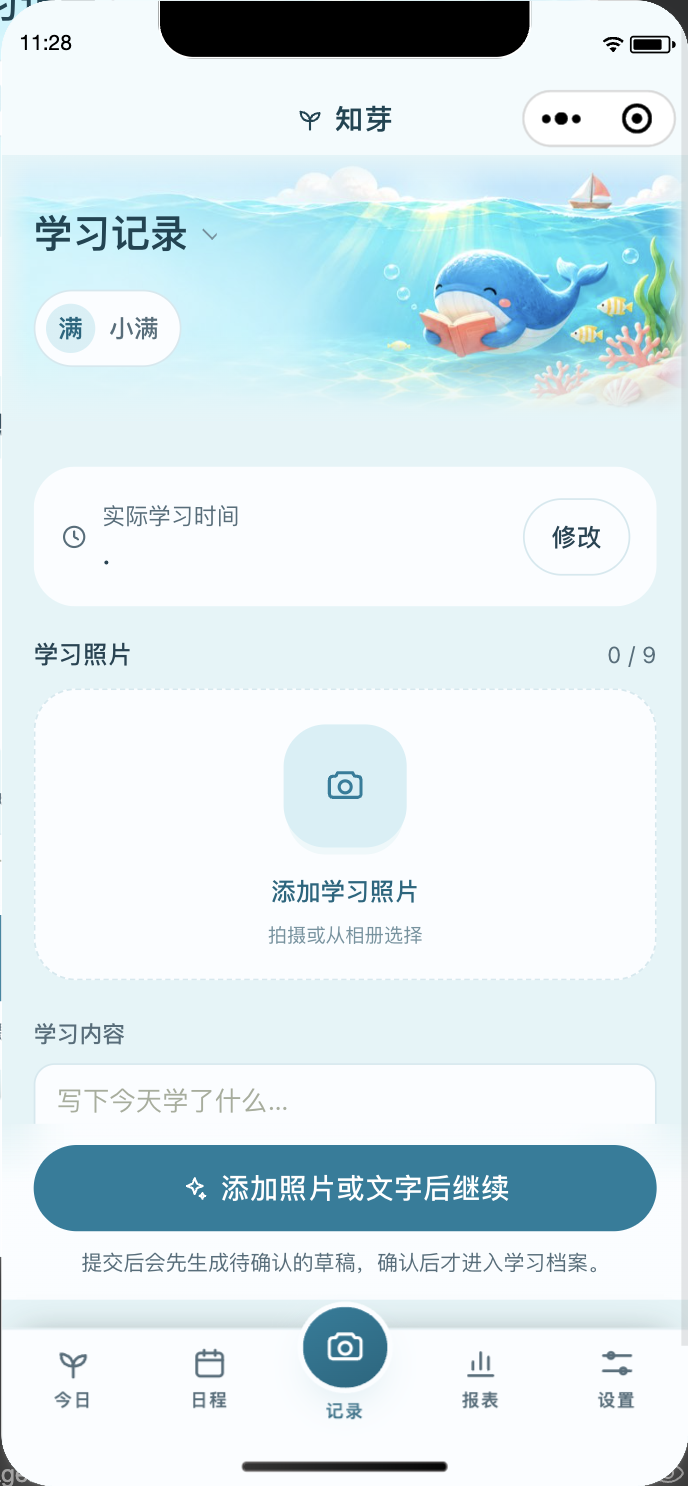 11:28
知芽
学习记录
满 小满
实际学习时间
·
修改
学习照片
0 / 9
添加学习照片
拍摄或从相册选择
学习内容
写下今天学了什么...
添加照片或文字后继续
提交后会先生成待确认的草稿，确认后才进入学习档案。
今日
日程
记录
报表
设置